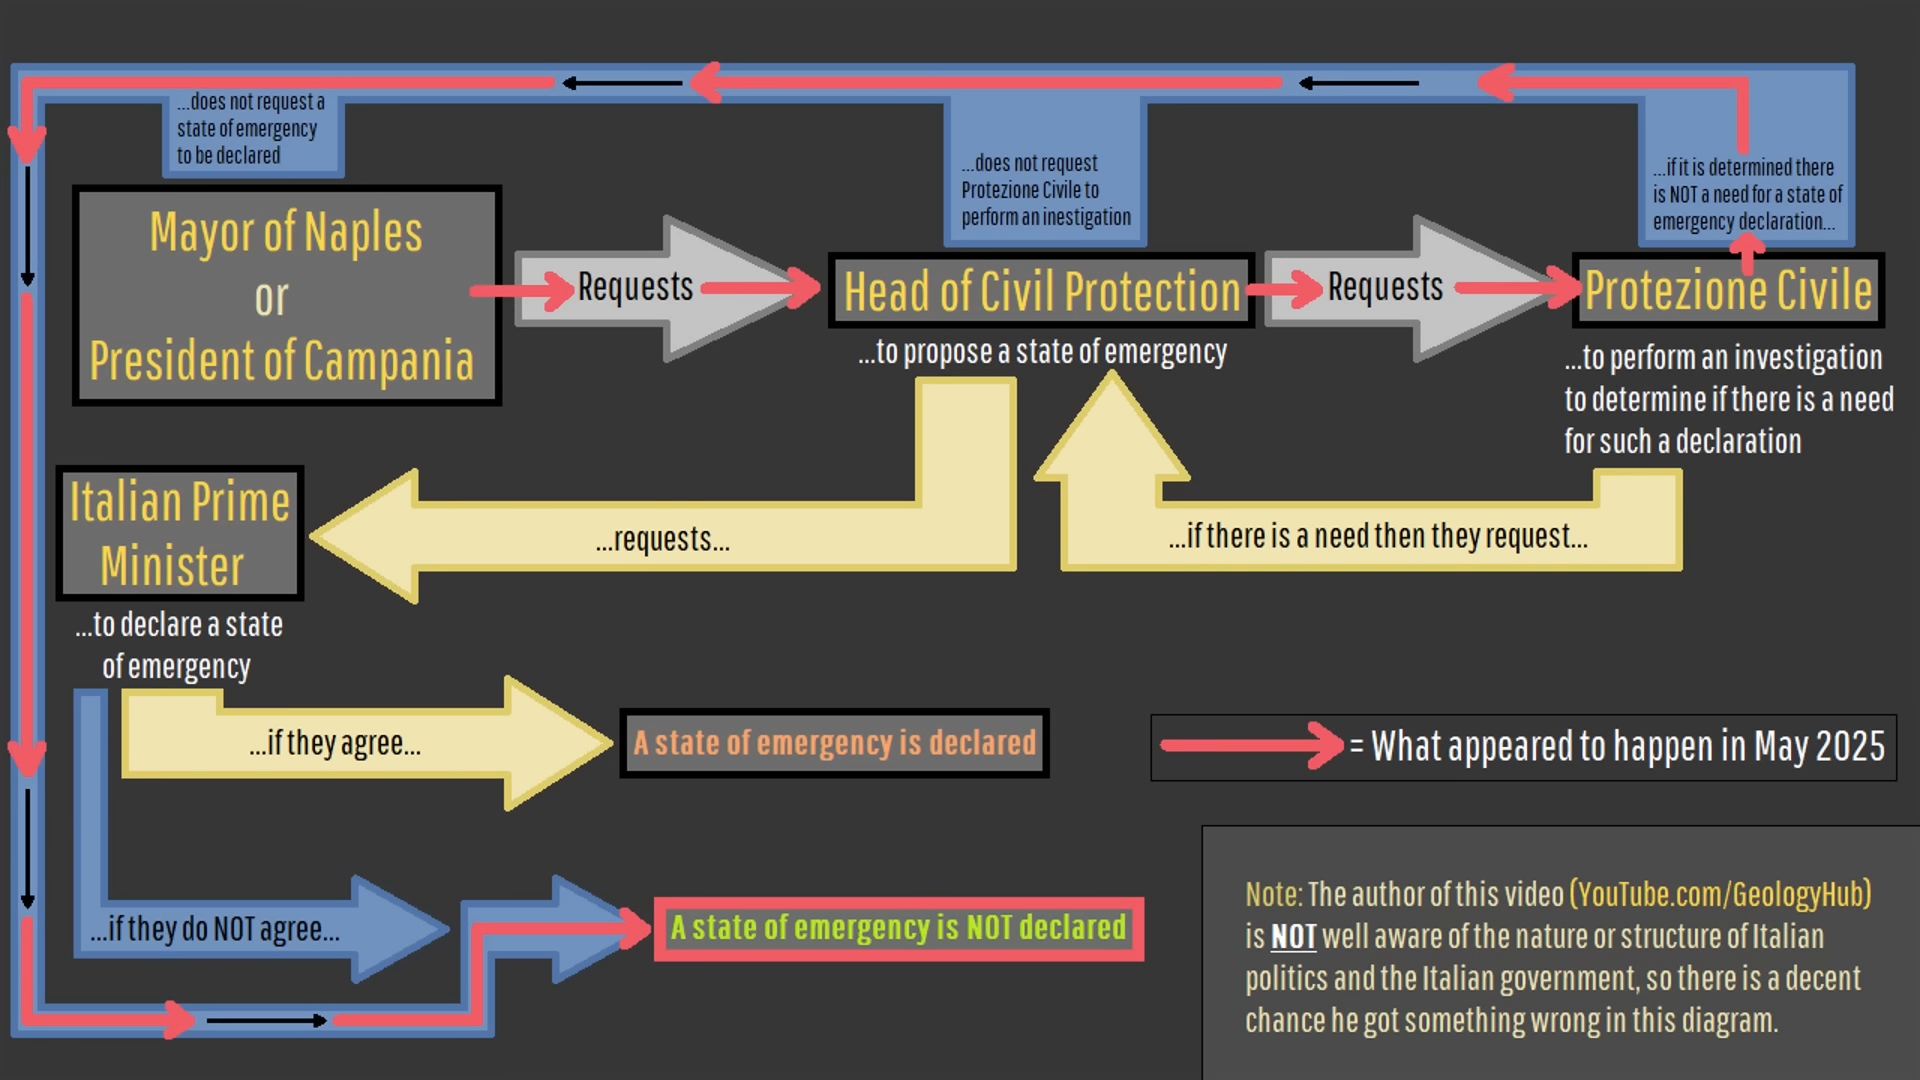 ...does not request a
state of emergency
to be declared
...does not request
Protezione Civile to
perform an inestigation
...if it is determined there
is NOT a need for a state of
emergency declaration...
Mayor of Naples
or
President of Campania
Requests
Head of Civil Protection
...to propose a state of emergency
Requests
Protezione Civile
...to perform an investigation
to determine if there is a need
for such a declaration
Italian Prime
Minister
...to declare a state
of emergency
...requests...
...if there is a need then they request...
...if they agree...
A state of emergency is declared
= What appeared to happen in May 2025
...if they do NOT agree...
A state of emergency is NOT declared
Note: The author of this video (YouTube.com/GeologyHub)
is NOT well aware of the nature or structure of Italian
politics and the Italian government, so there is a decent
chance he got something wrong in this diagram.